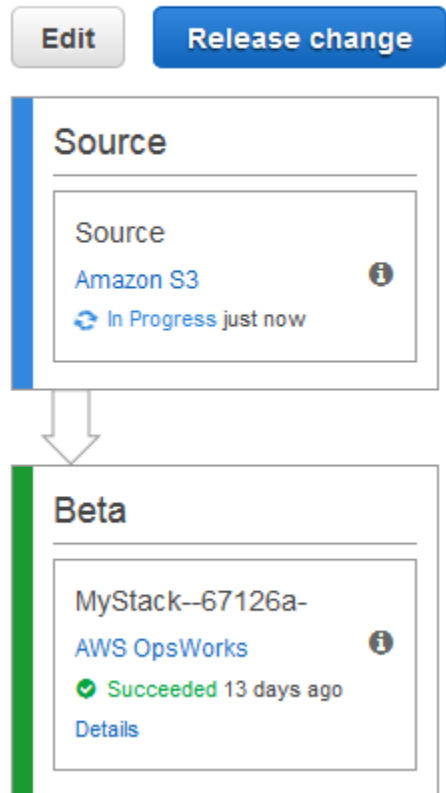 Edit
Release change
Source
Source
Amazon S3
In Progress just now
Beta
MyStack--67126a-
AWS OpsWorks
Succeeded 13 days ago
Details